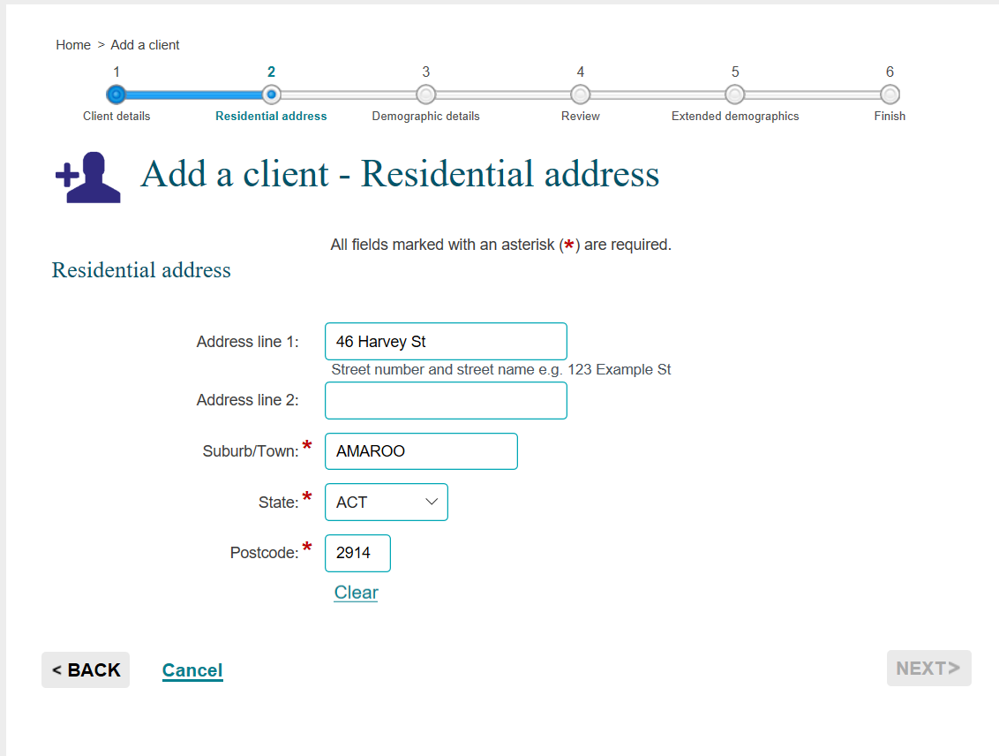 Home > Add a client
1 2 3 4 5 6
Client details Residential address Demographic details Review Extended demographics Finish
Add a client - Residential address
All fields marked with an asterisk (*) are required.
Residential address
Address line 1: 46 Harvey St
Street number and street name e.g. 123 Example St
Address line 2:
Suburb/Town:* AMAROO
State:* ACT
Postcode:* 2914
Clear
< BACK Cancel NEXT>